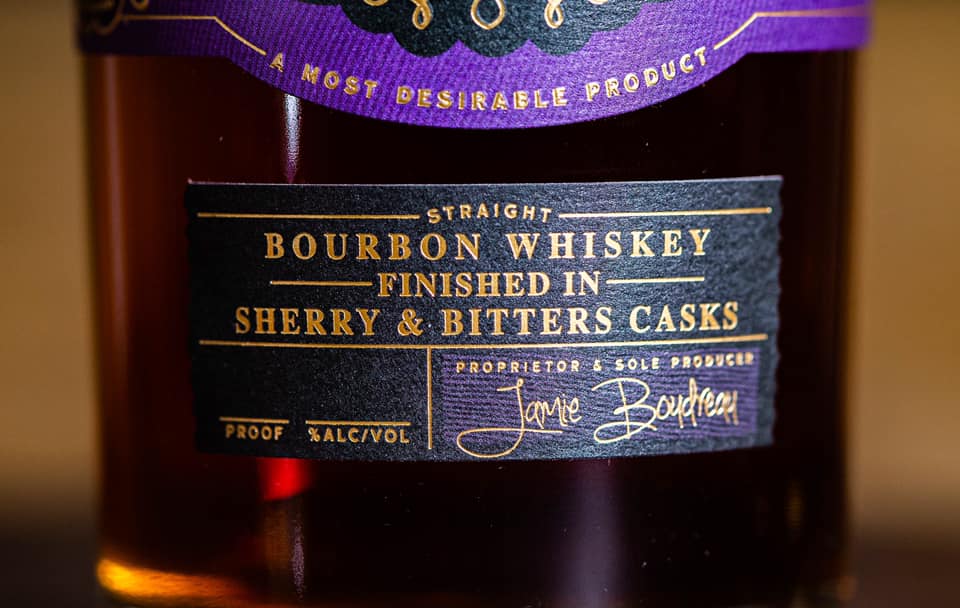 A MOST DESIRABLE PRODUCT
STRAIGHT
BOURBON WHISKEY
FINISHED IN
SHERRY & BITTERS CASKS
PROPRIETOR & SOLE PRODUCER
Jamie Boudreau
PROOF %ALC/VOL